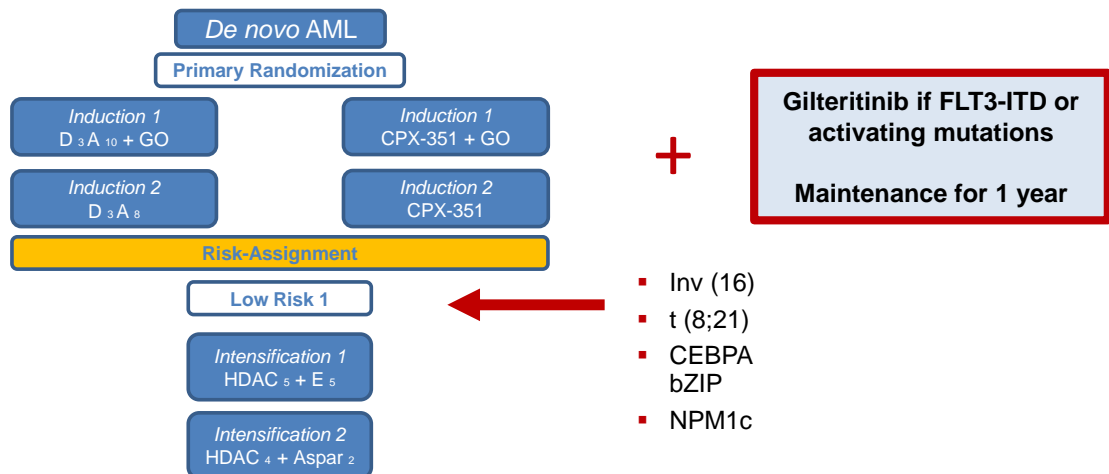 De novo AML
Primary Randomization
Induction 1
D 3 A 10 + GO
Induction 1
CPX-351 + GO
Induction 2
D 3 A 8
Induction 2
CPX-351
+
Gilteritinib if FLT3-ITD or
activating mutations
Maintenance for 1 year
Risk-Assignment
Low Risk 1
Intensification 1
HDAC 5 + E 5
Intensification 2
HDAC 4 + Aspar 2
▪ Inv (16)
▪ t (8;21)
▪ CEBPA
bZIP
▪ NPM1c